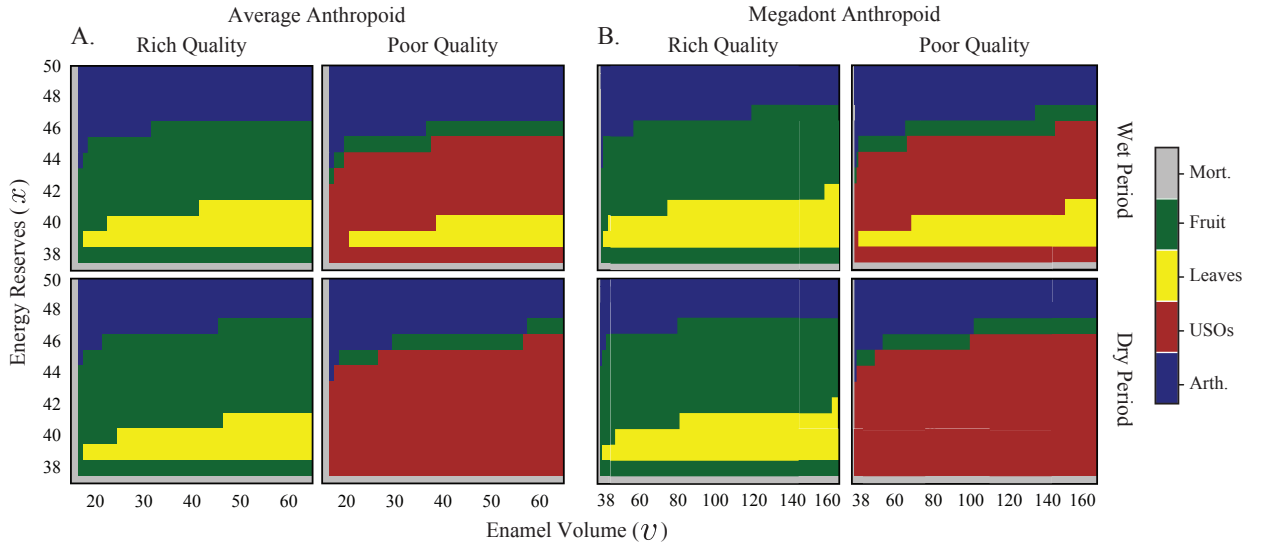 Average Anthropoid
Megadont Anthropoid
A.
Rich Quality
Poor Quality
B.
Rich Quality
Poor Quality
Energy Reserves (x)
50
48
46
44
42
40
38
50
48
46
44
42
40
38
20 30 40 50 60
20 30 40 50 60
38 60 80 100 120 140 160
38 60 80 100 120 140 160
Enamel Volume (v)
Wet Period
Dry Period
Mort.
Fruit
Leaves
USOs
Arth.